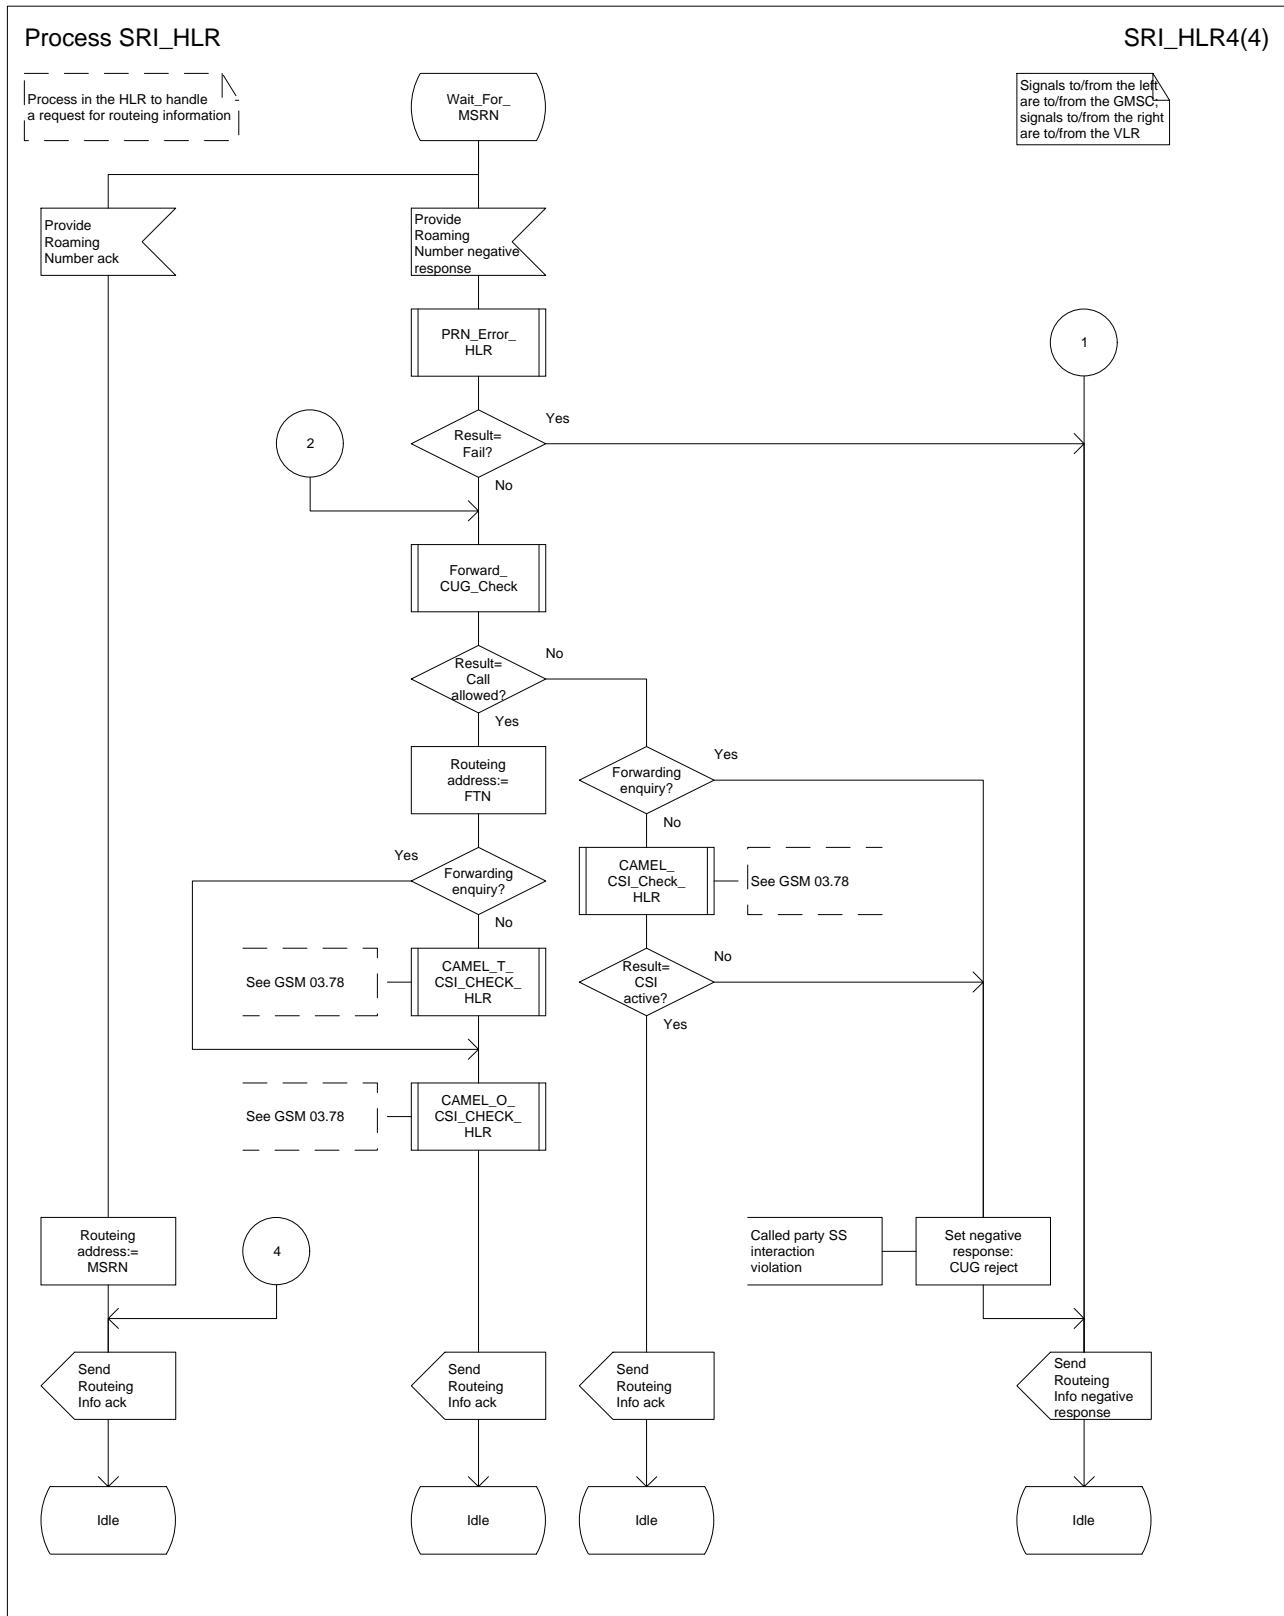 Process SRI_HLR
SRI_HLR4(4)
Process in the HLR to handle
a request for routeing information
Wait_For_
MSRN
Signals to/from the left
are to/from the GMSC;
signals to/from the right
are to/from the VLR
Provide
Roaming
Number ack
Provide
Roaming
Number negative
response
PRN_Error_
HLR
1
Result=
Fail?
Yes
No
2
Forward_
CUG_Check
Result=
Call
allowed?
No
Yes
Routeing
address:=
FTN
Forwarding
enquiry?
Yes
No
Forwarding
enquiry?
Yes
No
CAMEL_
CSI_Check_
HLR
See GSM 03.78
See GSM 03.78
CAMEL_T_
CSI_CHECK_
HLR
Result=
CSI
active?
No
Yes
See GSM 03.78
CAMEL_O_
CSI_CHECK_
HLR
Routeing
address:=
MSRN
4
Called party SS
interaction
violation
Set negative
response:
CUG reject
Send
Routeing
Info ack
Send
Routeing
Info ack
Send
Routeing
Info ack
Send
Routeing
Info negative
response
Idle
Idle
Idle
Idle